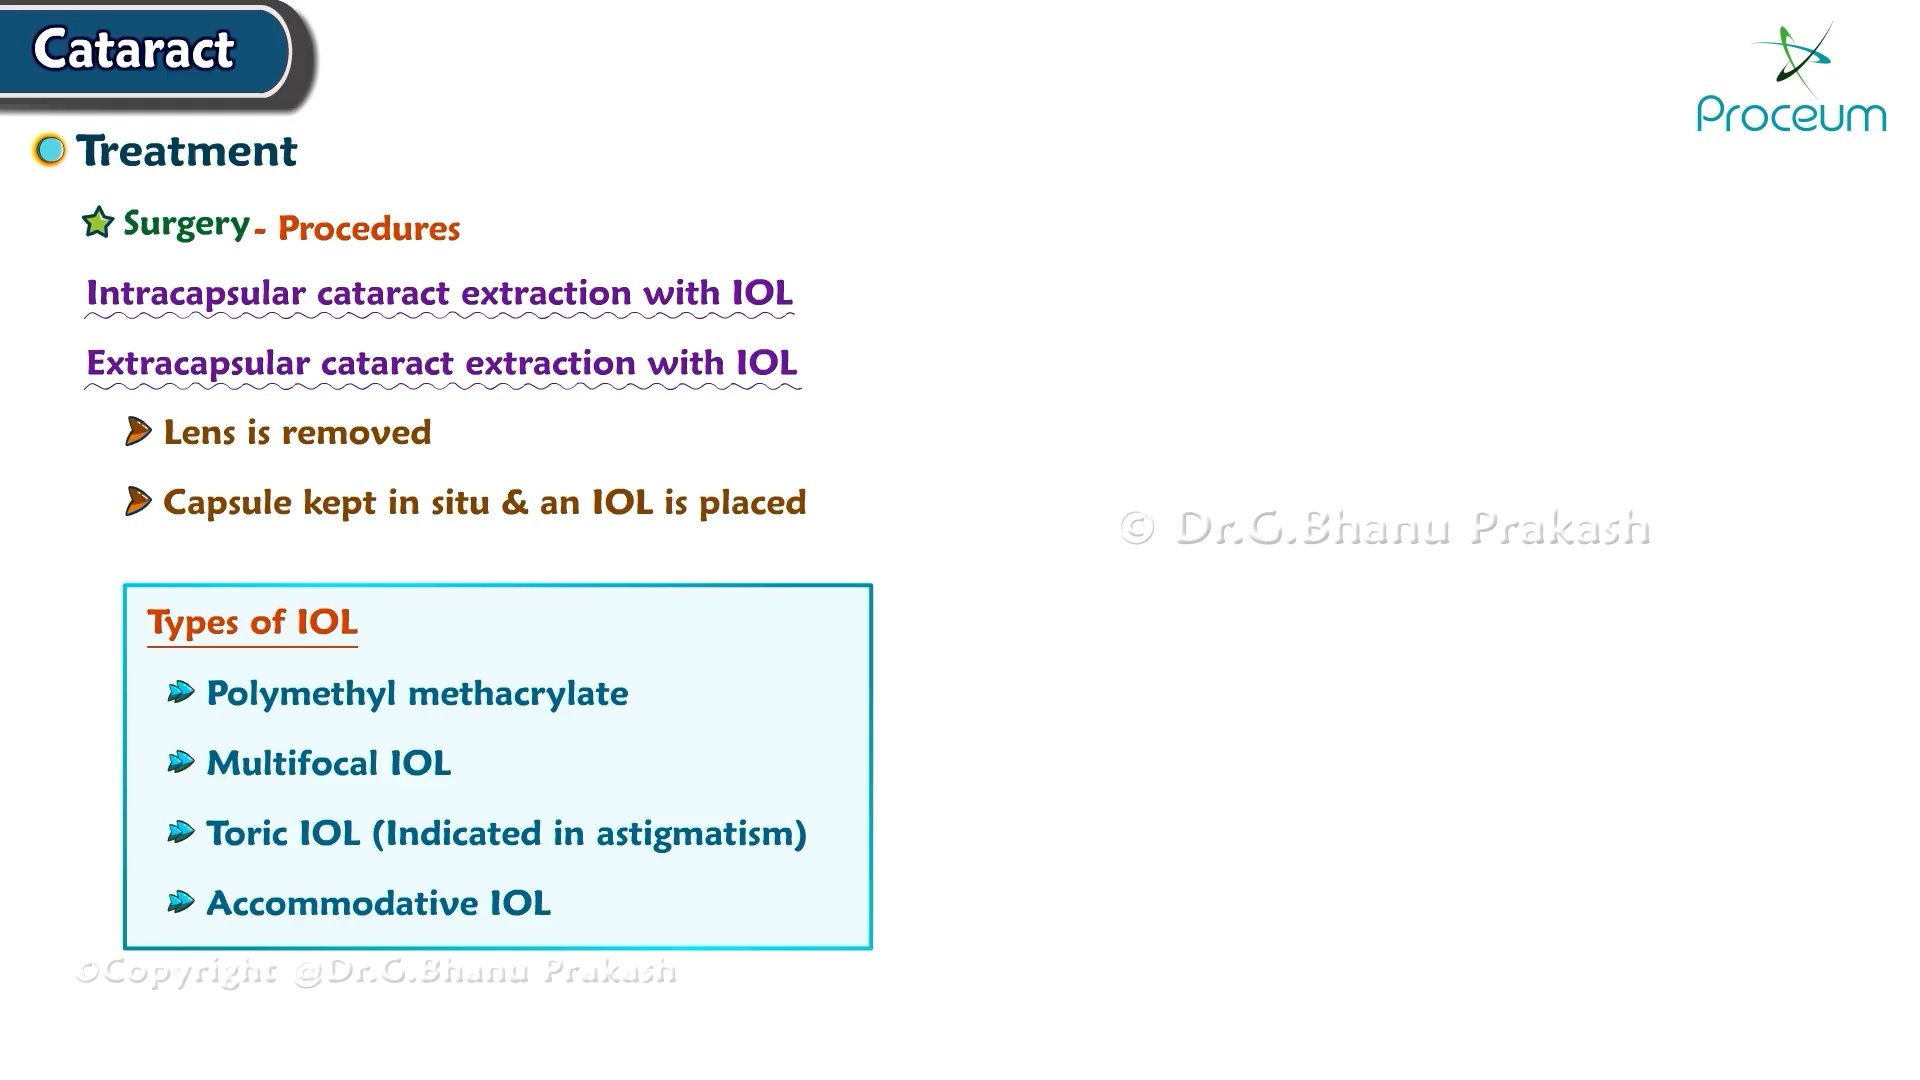 Cataract
Proceum
Treatment
Surgery - Procedures
Intracapsular cataract extraction with IOL
Extracapsular cataract extraction with IOL
Lens is removed
Capsule kept in situ & an IOL is placed
© Dr.G.Bhanu Prakash
Types of IOL
Polymethyl methacrylate
Multifocal IOL
Toric IOL (Indicated in astigmatism)
Accommodative IOL
©Copyright @Dr.G.Bhanu Prakash